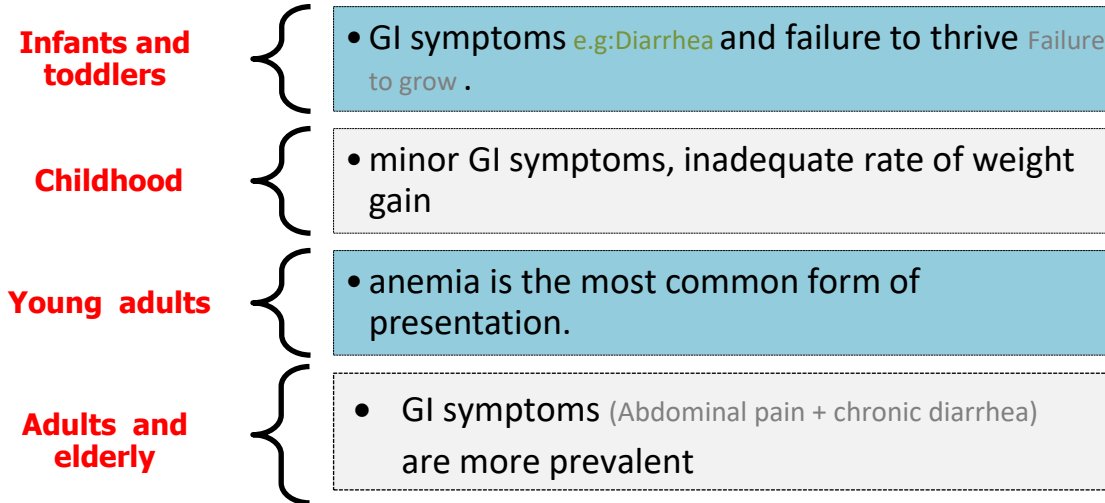 Infants and
toddlers
• GI symptoms e.g:Diarrhea and failure to thrive Failure
to grow .
Childhood
• minor GI symptoms, inadequate rate of weight
gain
Young adults
• anemia is the most common form of
presentation.
Adults and
elderly
• GI symptoms (Abdominal pain + chronic diarrhea)
are more prevalent